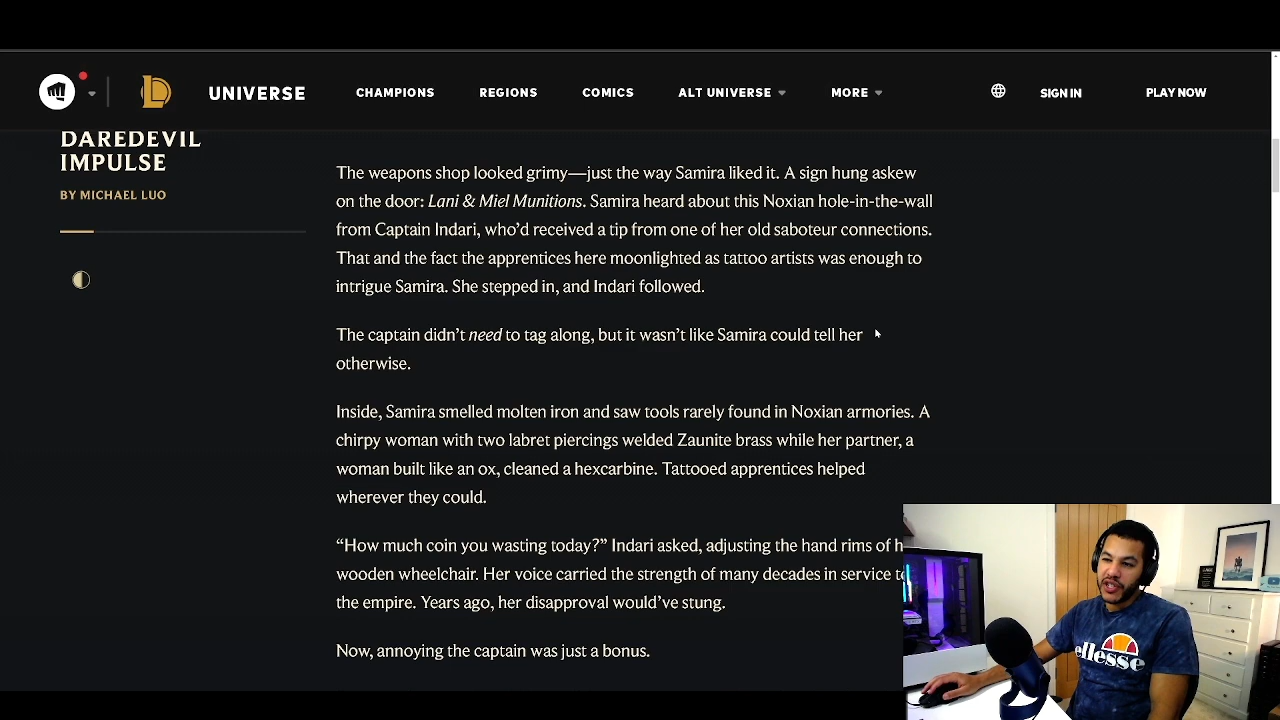 UNIVERSE
CHAMPIONS
REGIONS
COMICS
ALT UNIVERSE
MORE
SIGN IN
PLAY NOW
DAREDEVIL
IMPULSE
BY MICHAEL LUO
The weapons shop looked grimy—just the way Samira liked it. A sign hung askew
on the door: Lani & Miel Munitions. Samira heard about this Noxian hole-in-the-wall
from Captain Indari, who’d received a tip from one of her old saboteur connections.
That and the fact the apprentices here moonlighted as tattoo artists was enough to
intrigue Samira. She stepped in, and Indari followed.
The captain didn’t need to tag along, but it wasn’t like Samira could tell her
otherwise.
Inside, Samira smelled molten iron and saw tools rarely found in Noxian armories. A
chirpy woman with two labret piercings welded Zaunite brass while her partner, a
woman built like an ox, cleaned a hexcarbine. Tattooed apprentices helped
wherever they could.
“How much coin you wasting today?” Indari asked, adjusting the hand rims of
wooden wheelchair. Her voice carried the strength of many decades in service
the empire. Years ago, her disapproval would’ve stung.
Now, annoying the captain was just a bonus.
ellesse